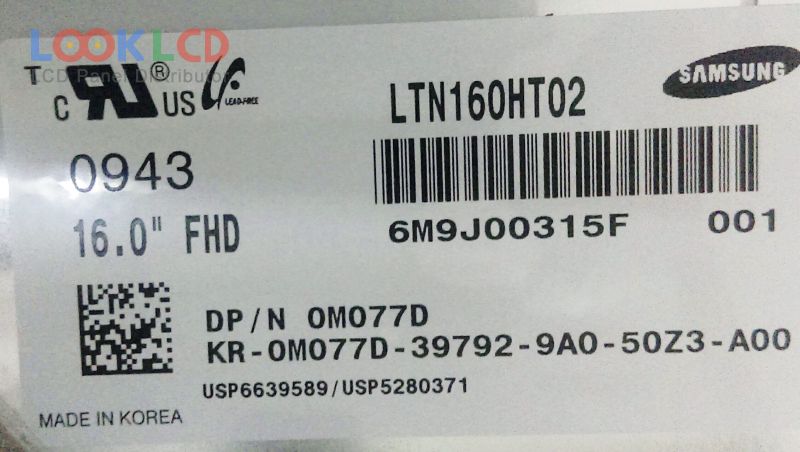 LOOKLCD
LCD Panel Distributor
T
C RU ® US
LEAD-FREE
LTN160HT02
SAMSUNG
0943
16.0" FHD
6M9J00315F 001
DP/N 0M077D
KR-0M077D-39792-9A0-50Z3-A00
USP6639589/USP5280371
MADE IN KOREA